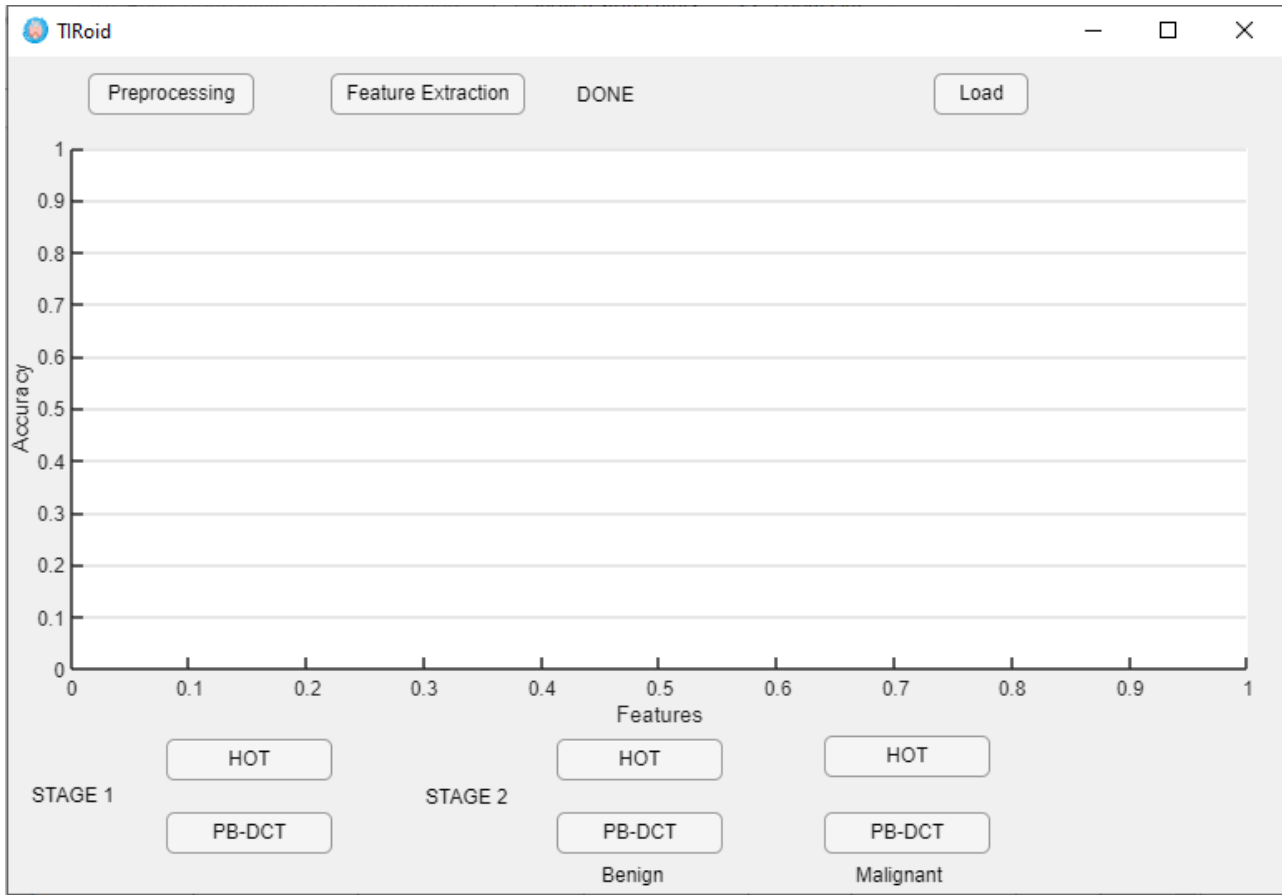 TIRoid
Preprocessing Feature Extraction DONE Load
1
0.9
0.8
0.7
0.6
0.5
0.4
0.3
0.2
0.1
0
Accuracy
0 0.1 0.2 0.3 0.4 0.5 0.6 0.7 0.8 0.9 1
Features
HOT HOT HOT
STAGE 1 STAGE 2
PB-DCT PB-DCT PB-DCT
Benign Malignant